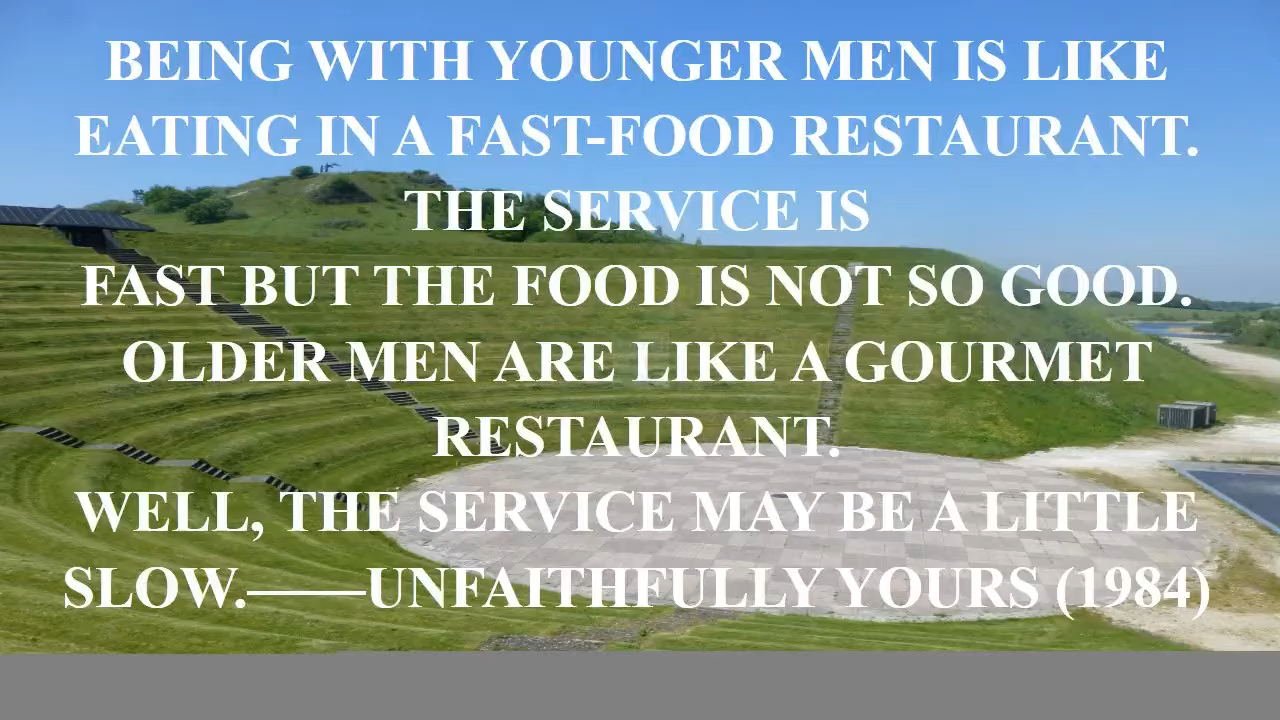 BEING WITH YOUNGER MEN IS LIKE
EATING IN A FAST-FOOD RESTAURANT.
THE SERVICE IS
FAST BUT THE FOOD IS NOT SO GOOD.
OLDER MEN ARE LIKE A GOURMET
RESTAURANT.
WELL, THE SERVICE MAY BE A LITTLE
SLOW.——UNFAITHFULLY YOURS (1984)